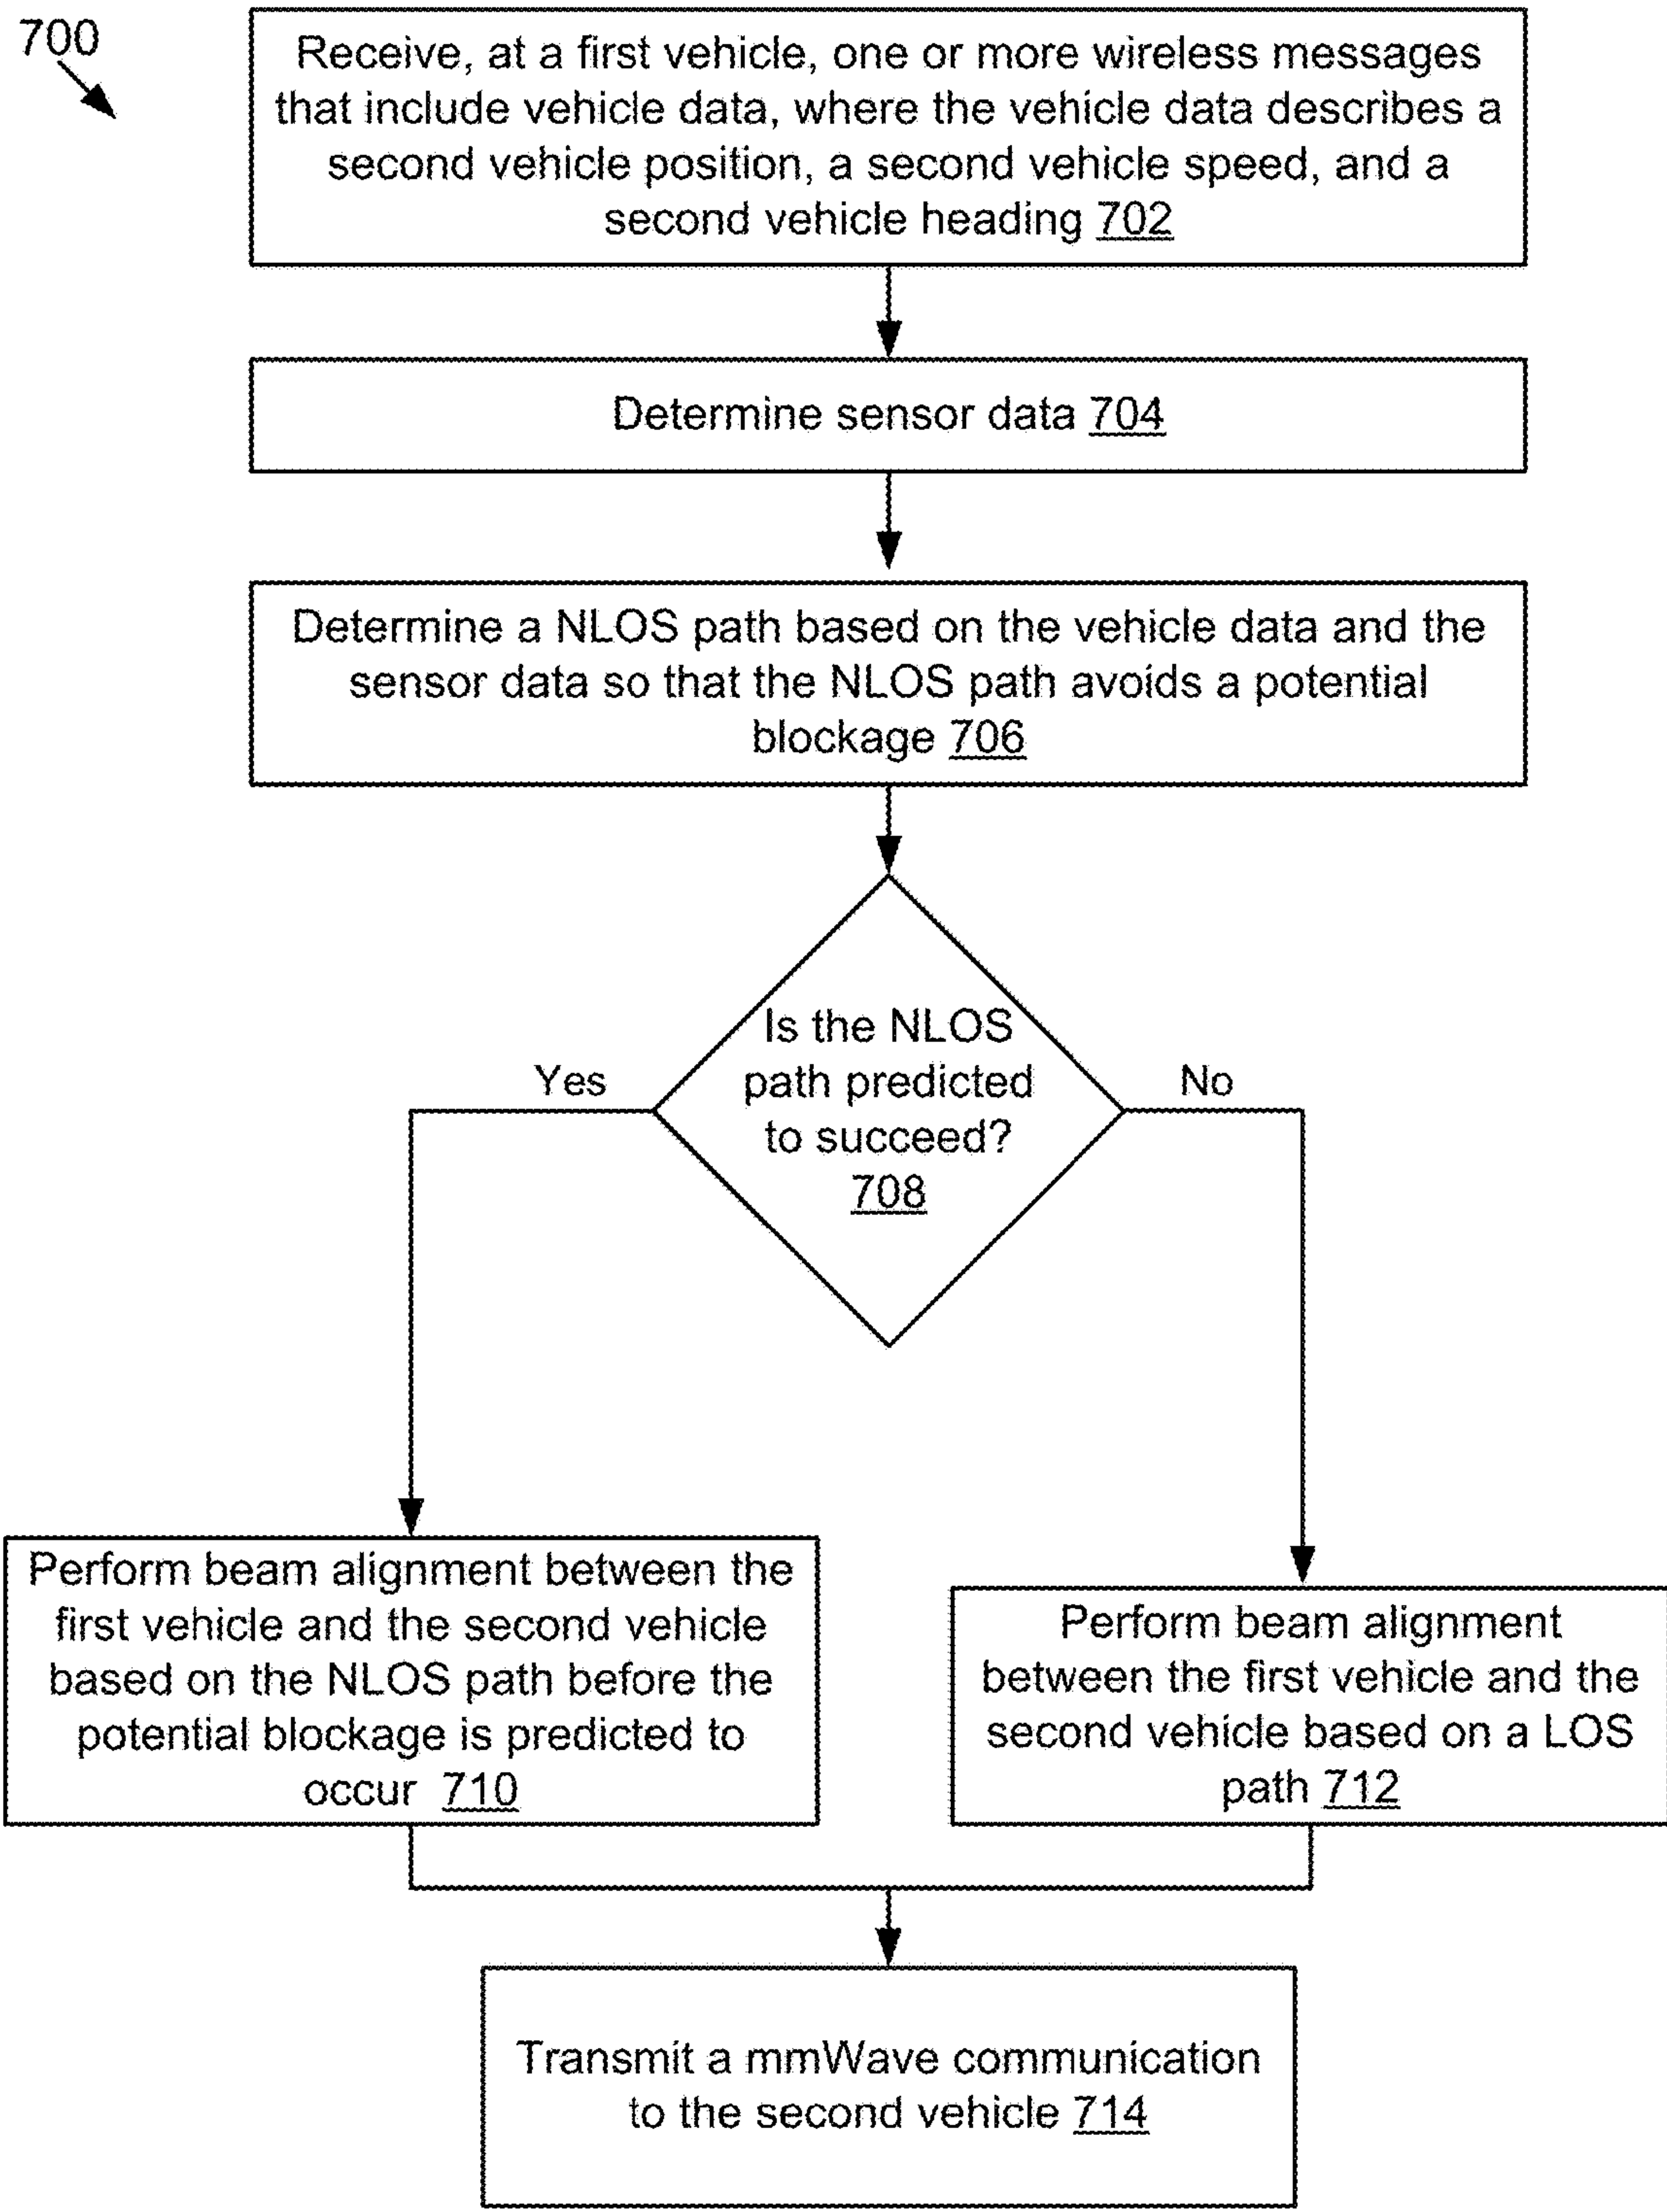 700
Receive, at a first vehicle, one or more wireless messages
that include vehicle data, where the vehicle data describes a
second vehicle position, a second vehicle speed, and a
second vehicle heading 702
Determine sensor data 704
Determine a NLOS path based on the vehicle data and the
sensor data so that the NLOS path avoids a potential
blockage 706
Is the NLOS
path predicted
to succeed?
708
Yes
No
Perform beam alignment between the
first vehicle and the second vehicle
based on the NLOS path before the
potential blockage is predicted to
occur 710
Perform beam alignment
between the first vehicle and the
second vehicle based on a LOS
path 712
Transmit a mmWave communication
to the second vehicle 714